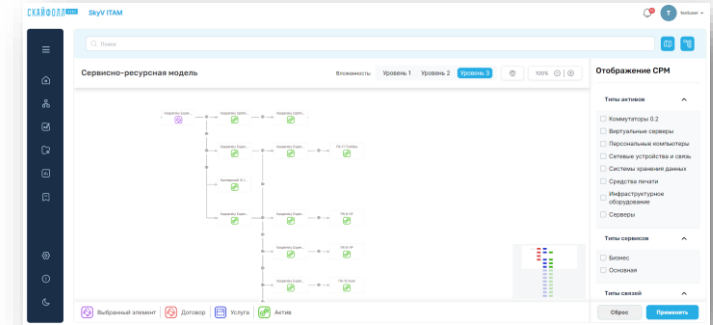 СКАЙФОЛЛ SkyV ITAM
testuser
Поиск
Сервисно-ресурсная модель
Вложенность Уровень 1 Уровень 2 Уровень 3 100%
Отображение СРМ
Типы активов
Коммутаторы 0.2
Виртуальные серверы
Персональные компьютеры
Сетевые устройства и связь
Системы хранения данных
Средства печати
Инфраструктурное
оборудование
Серверы
Типы сервисов
Бизнес
Основная
Типы связей
Выбранный элемент Договор Услуга Актив
Сброс Применить